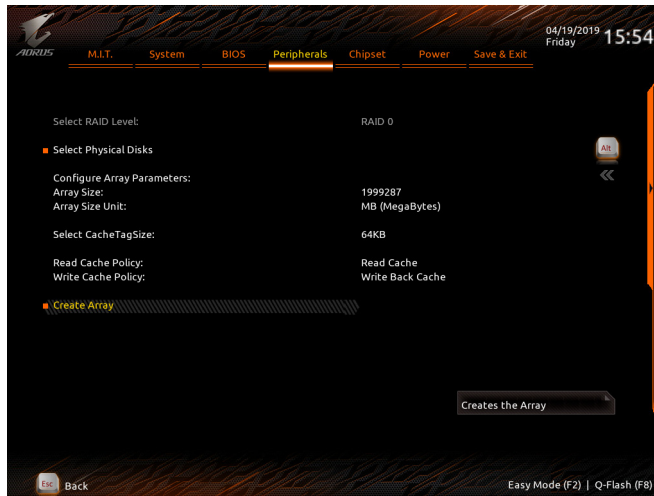 04/19/2019 15:54
Friday
AORUS
M.I.T. System BIOS Peripherals Chipset Power Save & Exit
Select RAID Level: RAID 0
Select Physical Disks
Alt
Configure Array Parameters:
Array Size: 1999287
Array Size Unit: MB (MegaBytes)
Select CacheTagSize: 64KB
Read Cache Policy: Read Cache
Write Cache Policy: Write Back Cache
Create Array
Creates the Array
Esc Back Easy Mode (F2) | Q-Flash (F8)